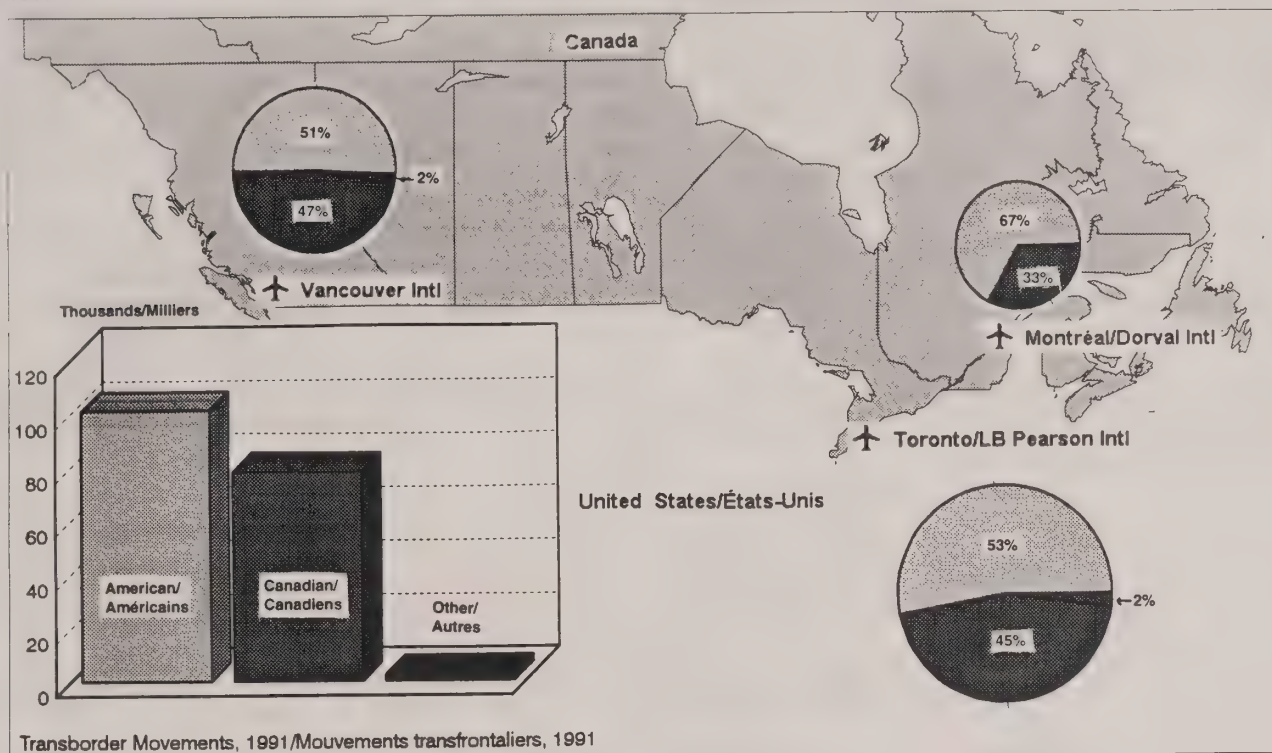 Canada
51%
2%
47%
Vancouver Intl
67%
33%
Montréal/Dorval Intl
Toronto/LB Pearson Intl
United States/États-Unis
53%
2%
45%
Thousands/Milliers
120
100
80
60
40
20
0
American/
Américains
Canadian/
Canadiens
Other/
Autres
Transborder Movements, 1991/Mouvements transfrontaliers, 1991